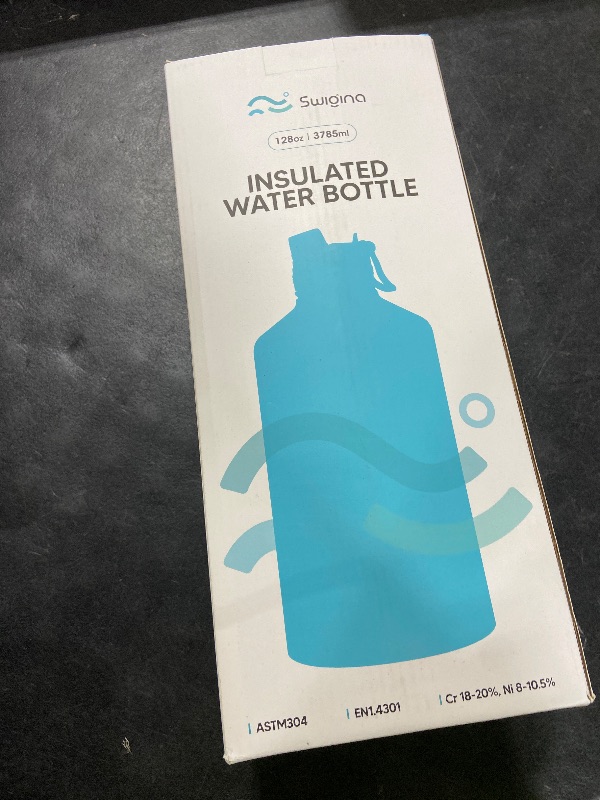 Swigina
128oz | 3785ml
INSULATED
WATER BOTTLE
ASTM304
EN1.4301
Cr 18-20%, Ni 8-10.5%